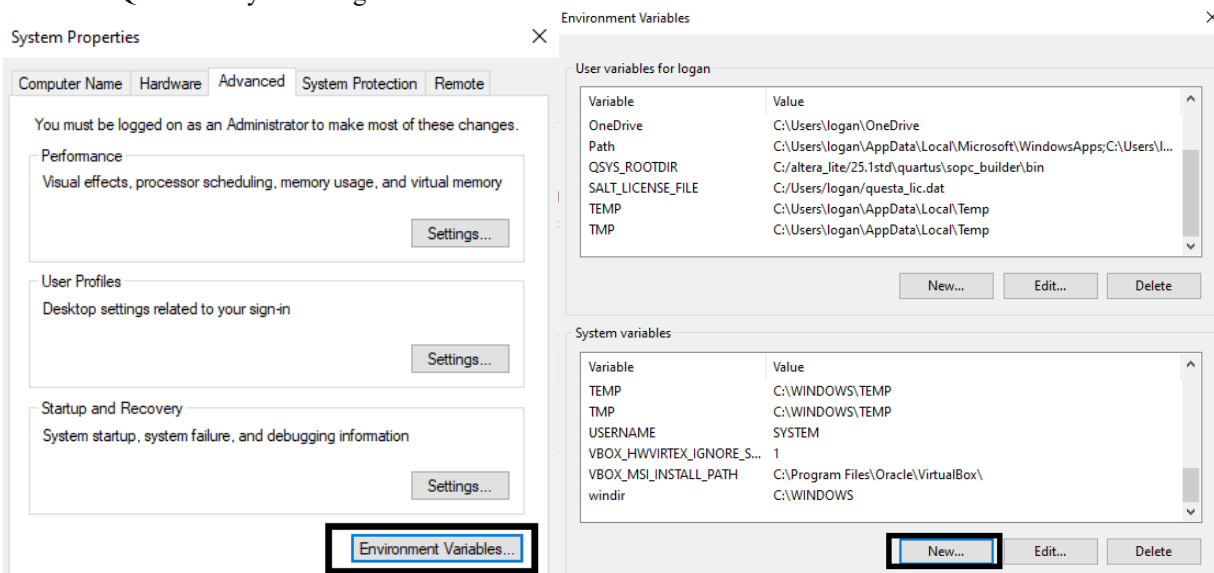 System Properties
Computer Name Hardware Advanced System Protection Remote
You must be logged on as an Administrator to make most of these changes.
Performance
Visual effects, processor scheduling, memory usage, and virtual memory
Settings...
User Profiles
Desktop settings related to your sign-in
Settings...
Startup and Recovery
System startup, system failure, and debugging information
Settings...
Environment Variables...
Environment Variables
User variables for logan
Variable Value
OneDrive C:\Users\logan\OneDrive
Path C:\Users\logan\AppData\Local\Microsoft\WindowsApps;C:\Users\l...
QSYS_ROOTDIR C:/altera_lite/25.1std\quartus\sopc_builder\bin
SALT_LICENSE_FILE C:/Users/logan/questa_lic.dat
TEMP C:\Users\logan\AppData\Local\Temp
TMP C:\Users\logan\AppData\Local\Temp
New... Edit... Delete
System variables
Variable Value
TEMP C:\WINDOWS\TEMP
TMP C:\WINDOWS\TEMP
USERNAME SYSTEM
VBOX_HWVIRTEX_IGNORE_S... 1
VBOX_MSI_INSTALL_PATH C:\Program Files\Oracle\VirtualBox\
windir C:\WINDOWS
New... Edit... Delete